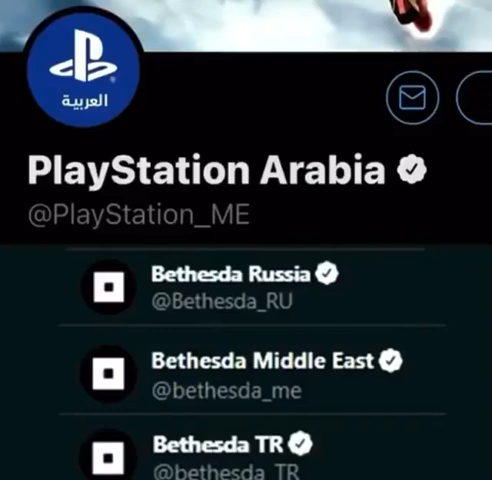 العربية
PlayStation Arabia
@PlayStation_ME
Bethesda Russia
@Bethesda_RU
Bethesda Middle East
@bethesda_me
Bethesda TR
@bethesda_TR